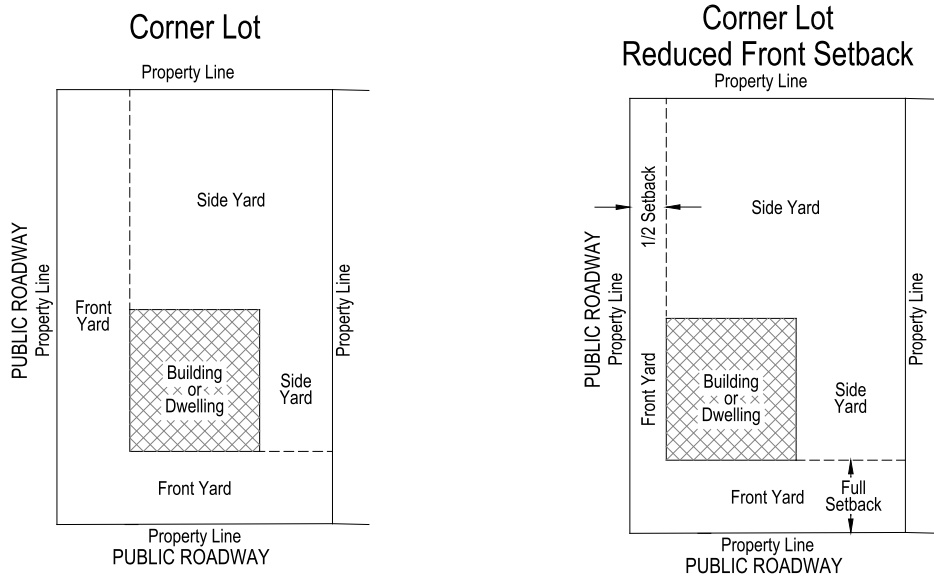 Corner Lot
Property Line
Side Yard
PUBLIC ROADWAY
Property Line
Front
Yard
Property Line
Building
or
Dwelling
Side
Yard
Front Yard
Property Line
PUBLIC ROADWAY
Corner Lot
Reduced Front Setback
Property Line
1/2 Setback
Side Yard
PUBLIC ROADWAY
Property Line
Front Yard
Property Line
Building
or
Dwelling
Side
Yard
Front Yard
Full
Setback
Property Line
PUBLIC ROADWAY